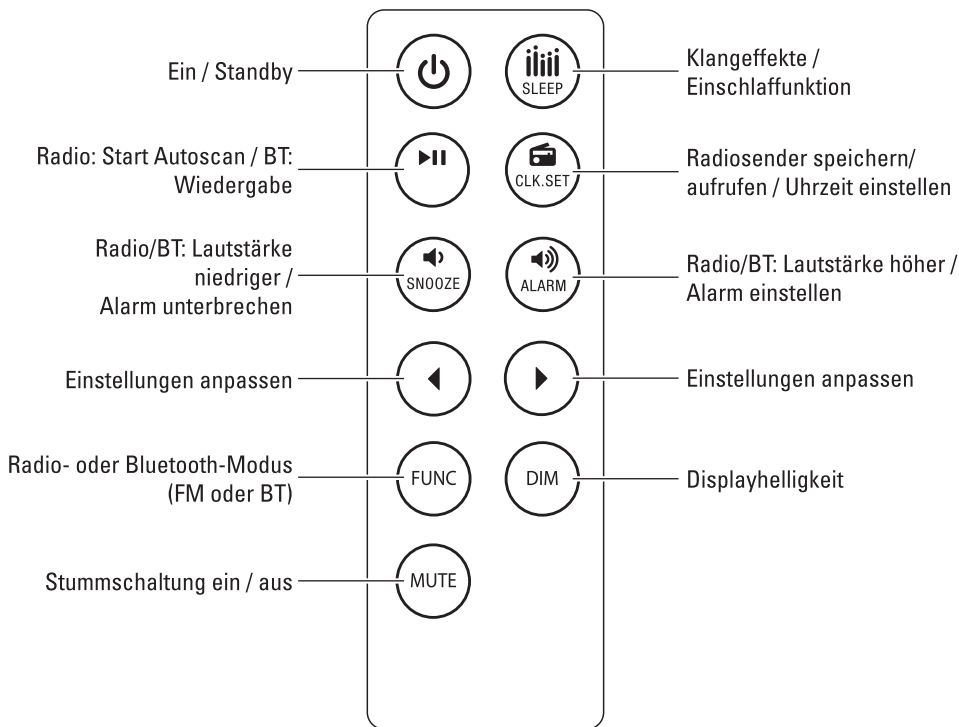 Ein / Standby
SLEEP
Klangeffekte /
Einschlaffunktion
Radio: Start Autoscan / BT:
Wiedergabe
CLK.SET
Radiosender speichern/
aufrufen / Uhrzeit einstellen
Radio/BT: Lautstärke
niedriger /
Alarm unterbrechen
SNOOZE
ALARM
Radio/BT: Lautstärke höher /
Alarm einstellen
Einstellungen anpassen
Einstellungen anpassen
Radio- oder Bluetooth-Modus
(FM oder BT)
FUNC
DIM
Displayhelligkeit
Stummschaltung ein / aus
MUTE